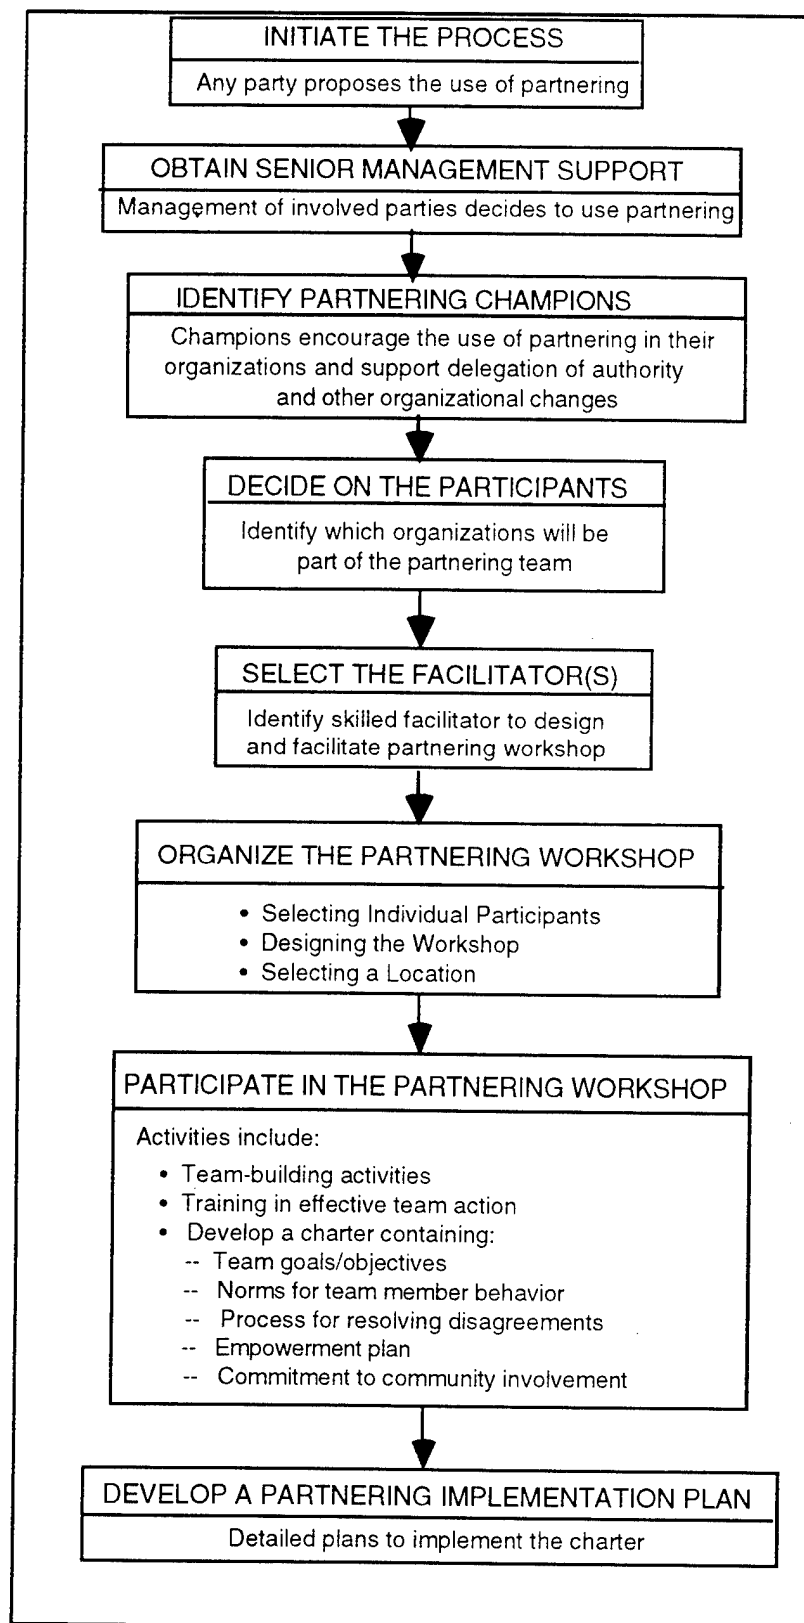 INITIATE THE PROCESS
Any party proposes the use of partnering
OBTAIN SENIOR MANAGEMENT SUPPORT
Management of involved parties decides to use partnering
IDENTIFY PARTNERING CHAMPIONS
Champions encourage the use of partnering in their
organizations and support delegation of authority
and other organizational changes
DECIDE ON THE PARTICIPANTS
Identify which organizations will be
part of the partnering team
SELECT THE FACILITATOR(S)
Identify skilled facilitator to design
and facilitate partnering workshop
ORGANIZE THE PARTNERING WORKSHOP
• Selecting Individual Participants
• Designing the Workshop
• Selecting a Location
PARTICIPATE IN THE PARTNERING WORKSHOP
Activities include:
• Team-building activities
• Training in effective team action
• Develop a charter containing:
-- Team goals/objectives
-- Norms for team member behavior
-- Process for resolving disagreements
-- Empowerment plan
-- Commitment to community involvement
DEVELOP A PARTNERING IMPLEMENTATION PLAN
Detailed plans to implement the charter